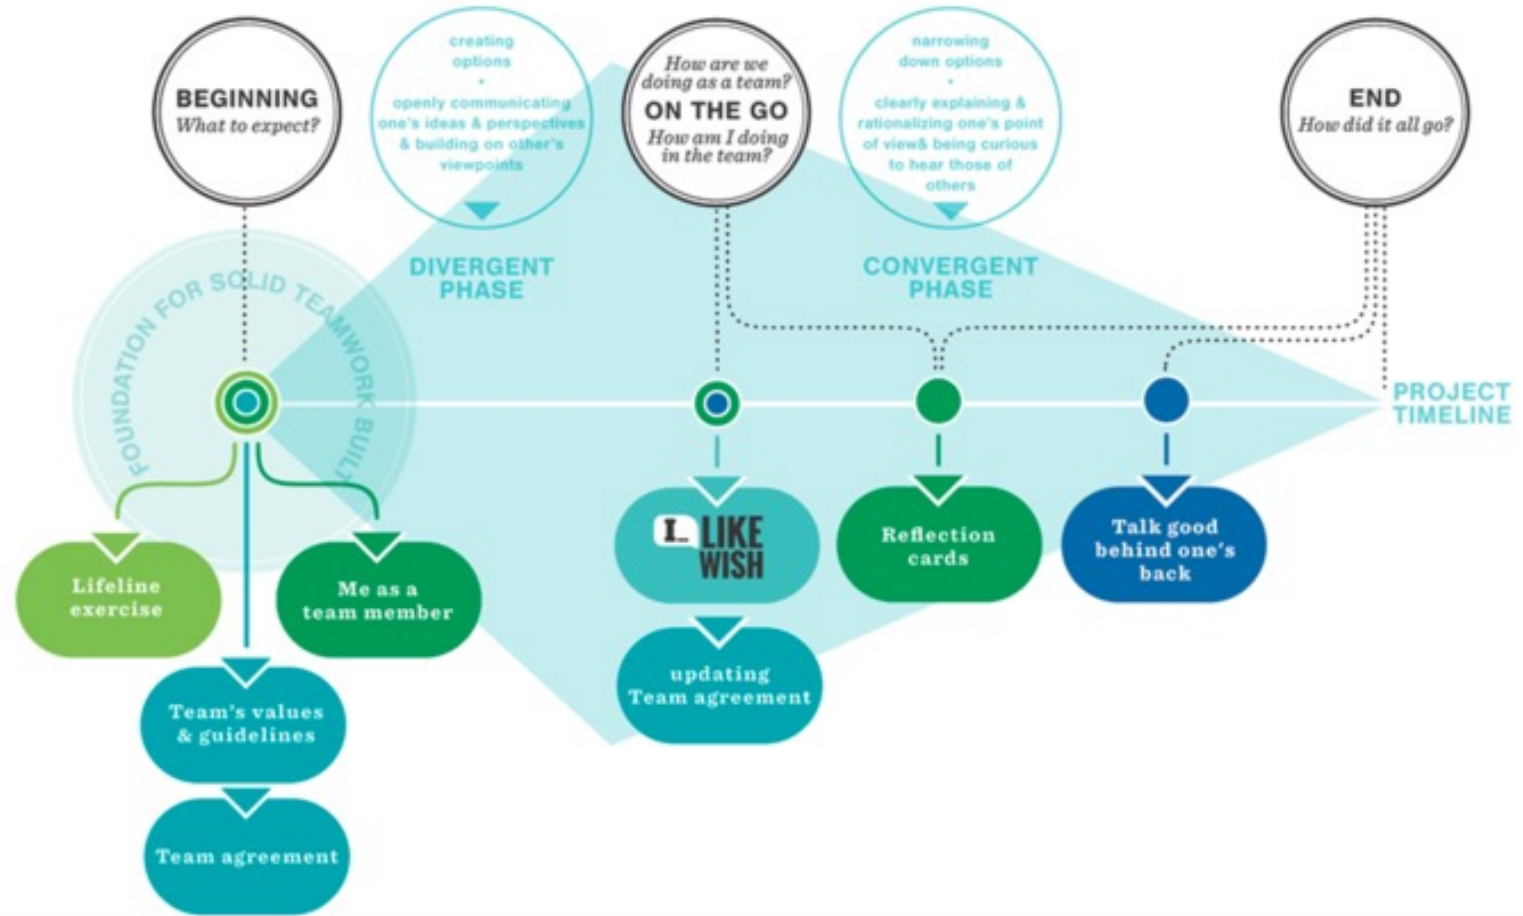 BEGINNING
What to expect?
creating
options
•
openly communicating
one's ideas & perspectives
& building on other's
viewpoints
DIVERGENT
PHASE
How are we
doing as a team?
ON THE GO
How am I doing
in the team?
narrowing
down options
•
clearly explaining &
rationalizing one's point
of view& being curious
to hear those of
others
CONVERGENT
PHASE
END
How did it all go?
FOUNDATION FOR SOLID TEAMWORK BUILT
PROJECT
TIMELINE
Lifeline
exercise
Me as a
team member
Team's values
& guidelines
Team agreement
I... LIKE
WISH
updating
Team agreement
Reflection
cards
Talk good
behind one's
back